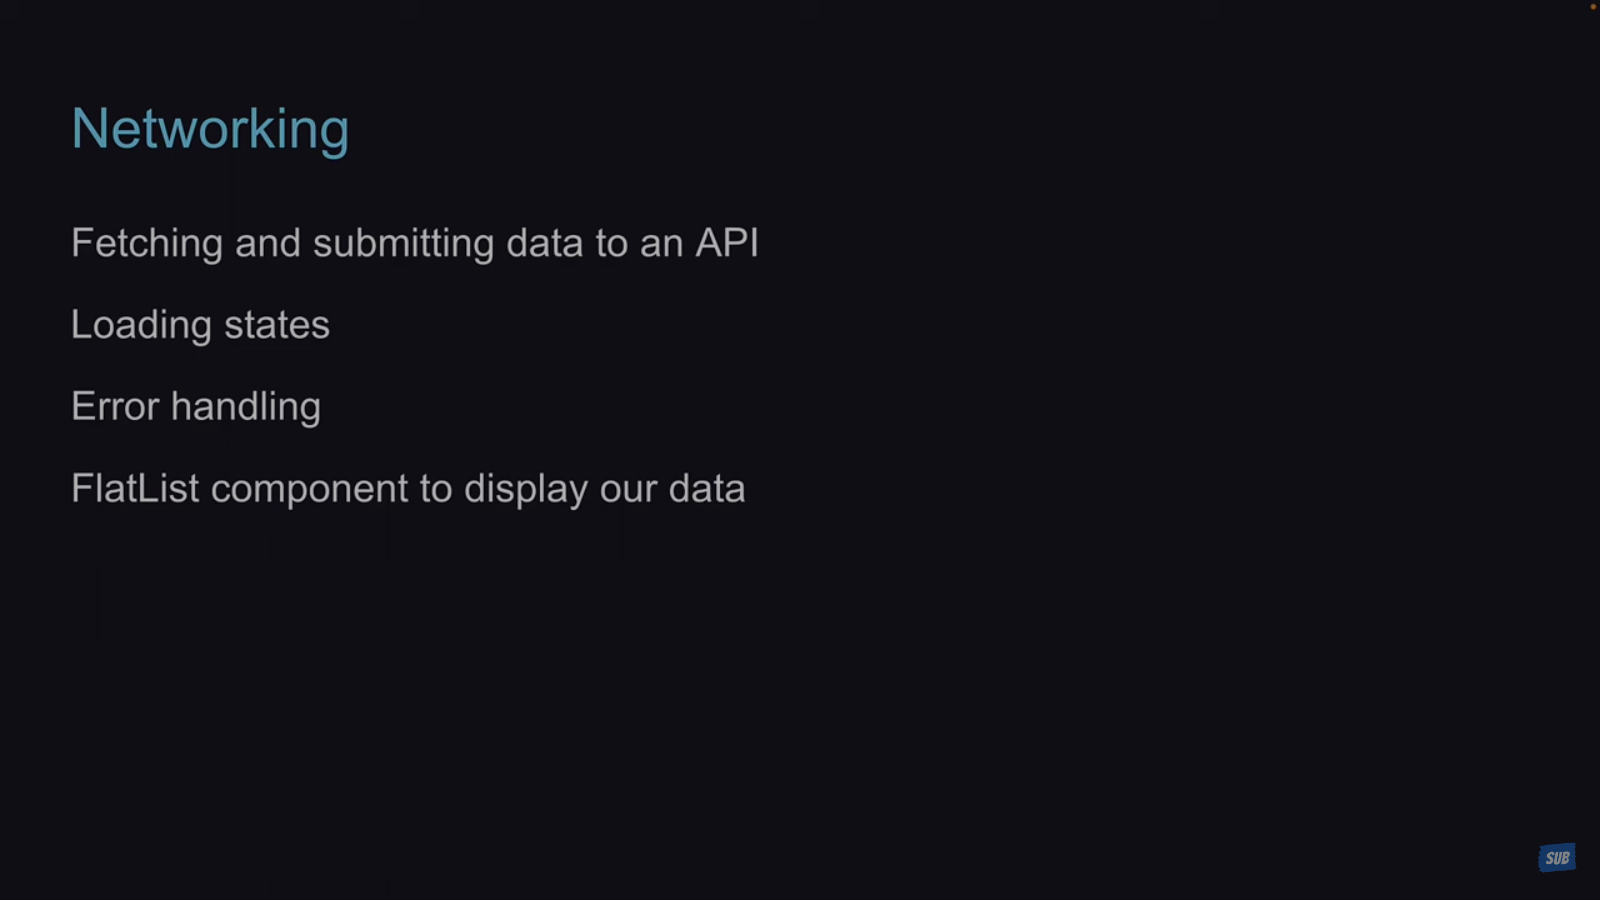 Networking
Fetching and submitting data to an API
Loading states
Error handling
FlatList component to display our data
SUB